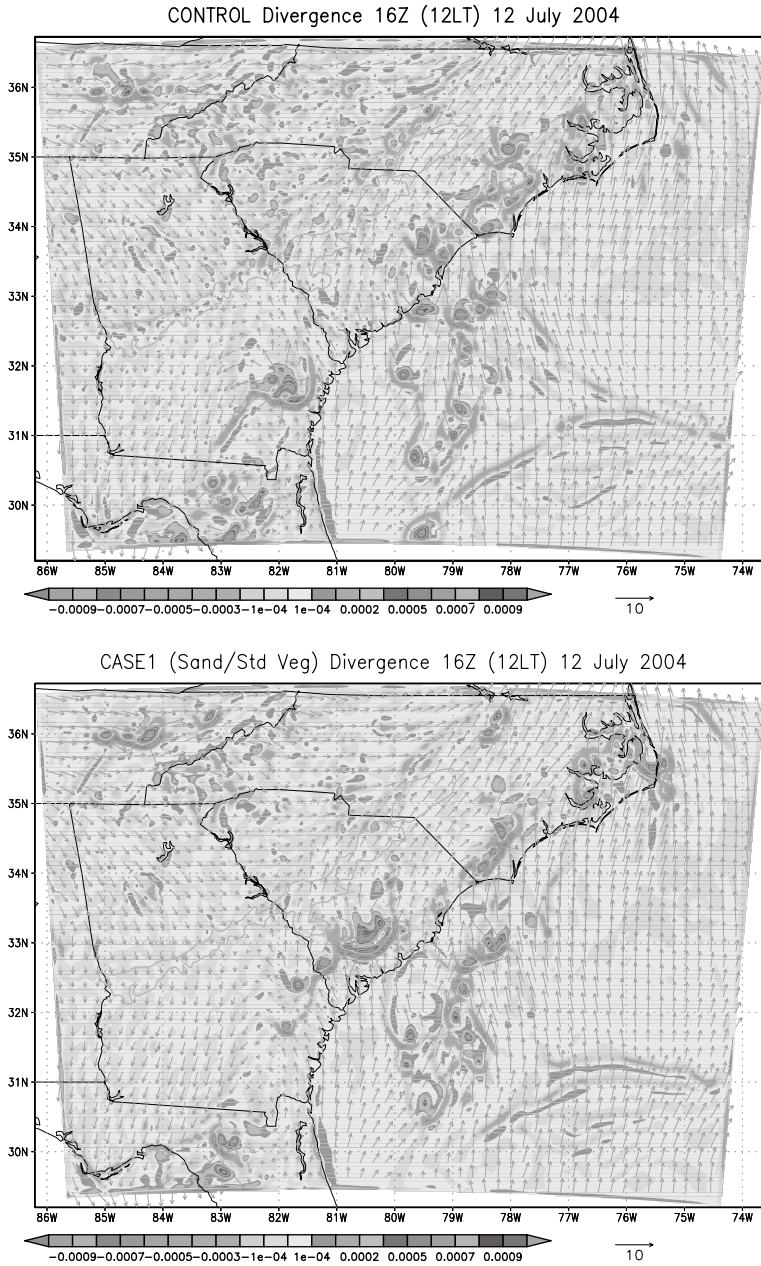 CONTROL Divergence 16Z (12LT) 12 July 2004
36N
35N
34N
33N
32N
31N
30N
86W 85W 84W 83W 82W 81W 80W 79W 78W 77W 76W 75W 74W
-0.0009-0.0007-0.0005-0.0003-1e-04 1e-04 0.0002 0.0005 0.0007 0.0009
10
CASE1 (Sand/Std Veg) Divergence 16Z (12LT) 12 July 2004
36N
35N
34N
33N
32N
31N
30N
86W 85W 84W 83W 82W 81W 80W 79W 78W 77W 76W 75W 74W
-0.0009-0.0007-0.0005-0.0003-1e-04 1e-04 0.0002 0.0005 0.0007 0.0009
10